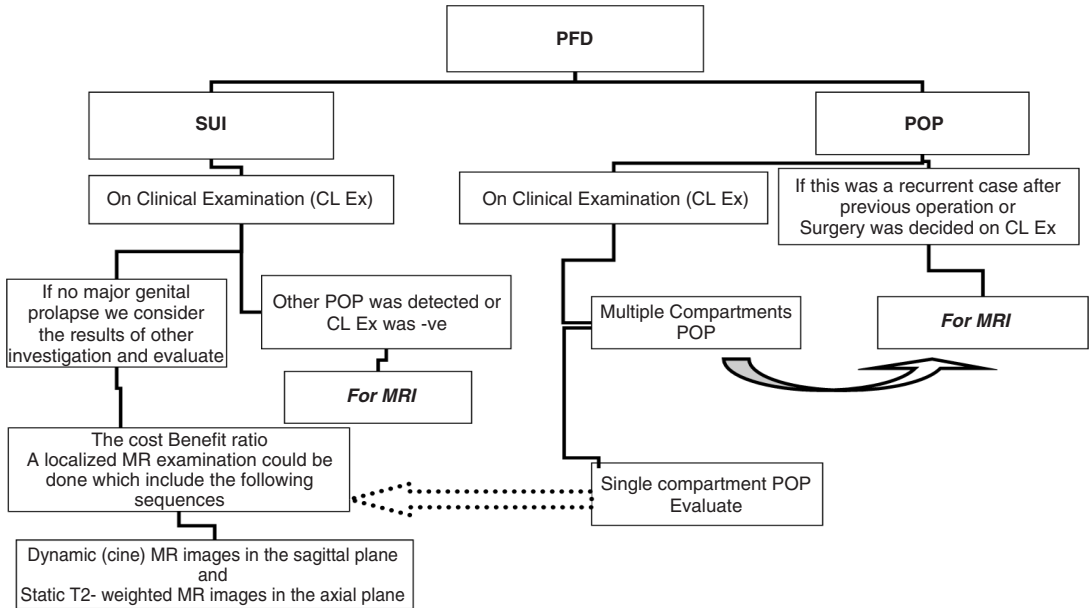 PFD
SUI
POP
On Clinical Examination (CL Ex)
On Clinical Examination (CL Ex)
If this was a recurrent case after
previous operation or
Surgery was decided on CL Ex
If no major genital
prolapse we consider
the results of other
investigation and evaluate
Other POP was detected or
CL Ex was -ve
Multiple Compartments
POP
For MRI
For MRI
The cost Benefit ratio
A localized MR examination could be
done which include the following
sequences
Single compartment POP
Evaluate
Dynamic (cine) MR images in the sagittal plane
and
Static T2- weighted MR images in the axial plane